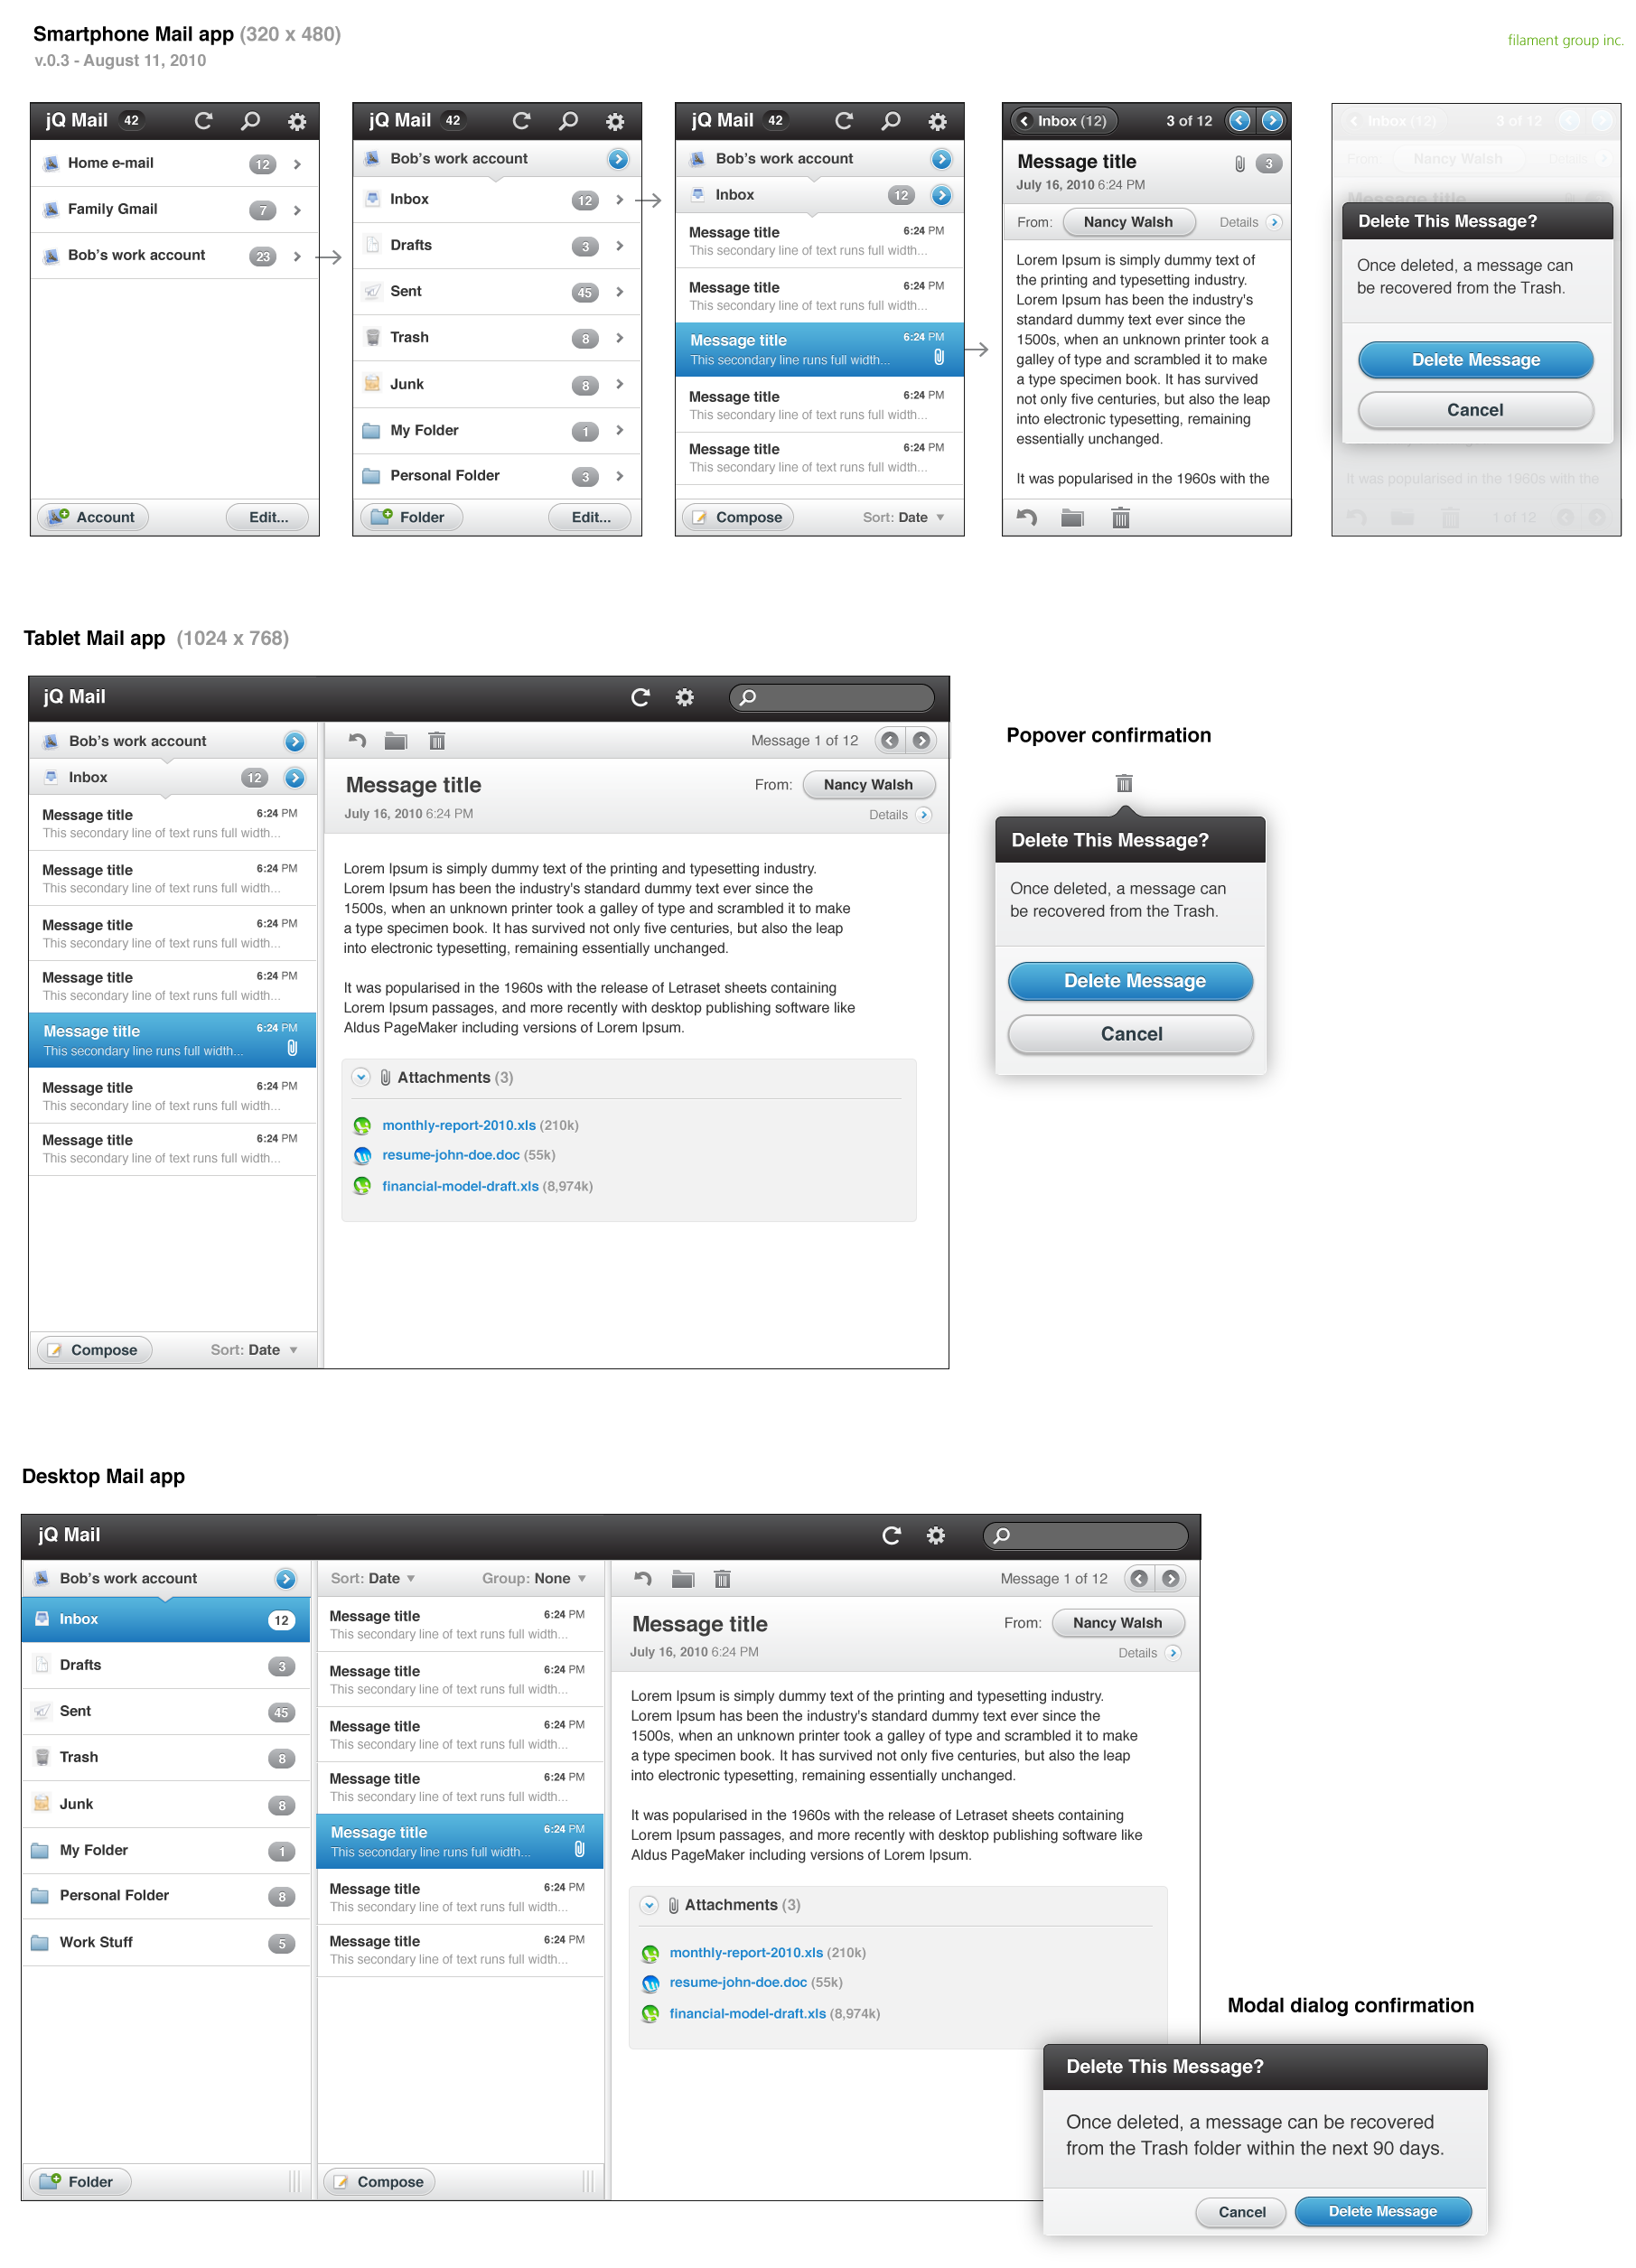 Smartphone Mail app (320 x 480)
v.0.3 - August 11, 2010
filament group inc.
jQ Mail 42
Home e-mail 12
Family Gmail 7
Bob's work account 23
Account Edit...
jQ Mail 42
Bob's work account
Inbox 12
Drafts 3
Sent 45
Trash 8
Junk 8
My Folder 1
Personal Folder 3
Folder Edit...
jQ Mail 42
Bob's work account
Inbox 12
Message title 6:24 PM
This secondary line of text runs full width...
Message title 6:24 PM
This secondary line of text runs full width...
Message title 6:24 PM
This secondary line runs full width...
Message title 6:24 PM
This secondary line of text runs full width...
Message title 6:24 PM
This secondary line of text runs full width...
Compose Sort: Date
Inbox (12) 3 of 12
Message title 3
July 16, 2010 6:24 PM
From: Nancy Walsh Details
Lorem Ipsum is simply dummy text of
the printing and typesetting industry.
Lorem Ipsum has been the industry's
standard dummy text ever since the
1500s, when an unknown printer took a
galley of type and scrambled it to make
a type specimen book. It has survived
not only five centuries, but also the leap
into electronic typesetting, remaining
essentially unchanged.
It was popularised in the 1960s with the
Inbox (12) 3 of 12
From: Nancy Walsh Details
Message title
Delete This Message?
Once deleted, a message can
be recovered from the Trash.
Delete Message
Cancel
It was popularised in the 1960s with the
1 of 12
Tablet Mail app (1024 x 768)
jQ Mail
Bob's work account
Inbox 12
Message title 6:24 PM
This secondary line of text runs full width...
Message title 6:24 PM
This secondary line of text runs full width...
Message title 6:24 PM
This secondary line of text runs full width...
Message title 6:24 PM
This secondary line of text runs full width...
Message title 6:24 PM
This secondary line runs full width...
Message title 6:24 PM
This secondary line of text runs full width...
Message title 6:24 PM
This secondary line of text runs full width...
Compose Sort: Date
Message 1 of 12
Message title From: Nancy Walsh
July 16, 2010 6:24 PM Details
Lorem Ipsum is simply dummy text of the printing and typesetting industry.
Lorem Ipsum has been the industry's standard dummy text ever since the
1500s, when an unknown printer took a galley of type and scrambled it to make
a type specimen book. It has survived not only five centuries, but also the leap
into electronic typesetting, remaining essentially unchanged.
It was popularised in the 1960s with the release of Letraset sheets containing
Lorem Ipsum passages, and more recently with desktop publishing software like
Aldus PageMaker including versions of Lorem Ipsum.
Attachments (3)
monthly-report-2010.xls (210k)
resume-john-doe.doc (55k)
financial-model-draft.xls (8,974k)
Popover confirmation
Delete This Message?
Once deleted, a message can
be recovered from the Trash.
Delete Message
Cancel
Desktop Mail app
jQ Mail
Bob's work account
Inbox 12
Drafts 3
Sent 45
Trash 8
Junk 8
My Folder 1
Personal Folder 8
Work Stuff 5
Folder
Sort: Date Group: None
Message title 6:24 PM
This secondary line of text runs full width...
Message title 6:24 PM
This secondary line of text runs full width...
Message title 6:24 PM
This secondary line of text runs full width...
Message title 6:24 PM
This secondary line of text runs full width...
Message title 6:24 PM
This secondary line runs full width...
Message title 6:24 PM
This secondary line of text runs full width...
Message title 6:24 PM
This secondary line of text runs full width...
Compose
Message 1 of 12
Message title From: Nancy Walsh
July 16, 2010 6:24 PM Details
Lorem Ipsum is simply dummy text of the printing and typesetting industry.
Lorem Ipsum has been the industry's standard dummy text ever since the
1500s, when an unknown printer took a galley of type and scrambled it to make
a type specimen book. It has survived not only five centuries, but also the leap
into electronic typesetting, remaining essentially unchanged.
It was popularised in the 1960s with the release of Letraset sheets containing
Lorem Ipsum passages, and more recently with desktop publishing software like
Aldus PageMaker including versions of Lorem Ipsum.
Attachments (3)
monthly-report-2010.xls (210k)
resume-john-doe.doc (55k)
financial-model-draft.xls (8,974k)
Modal dialog confirmation
Delete This Message?
Once deleted, a message can be recovered
from the Trash folder within the next 90 days.
Cancel Delete Message